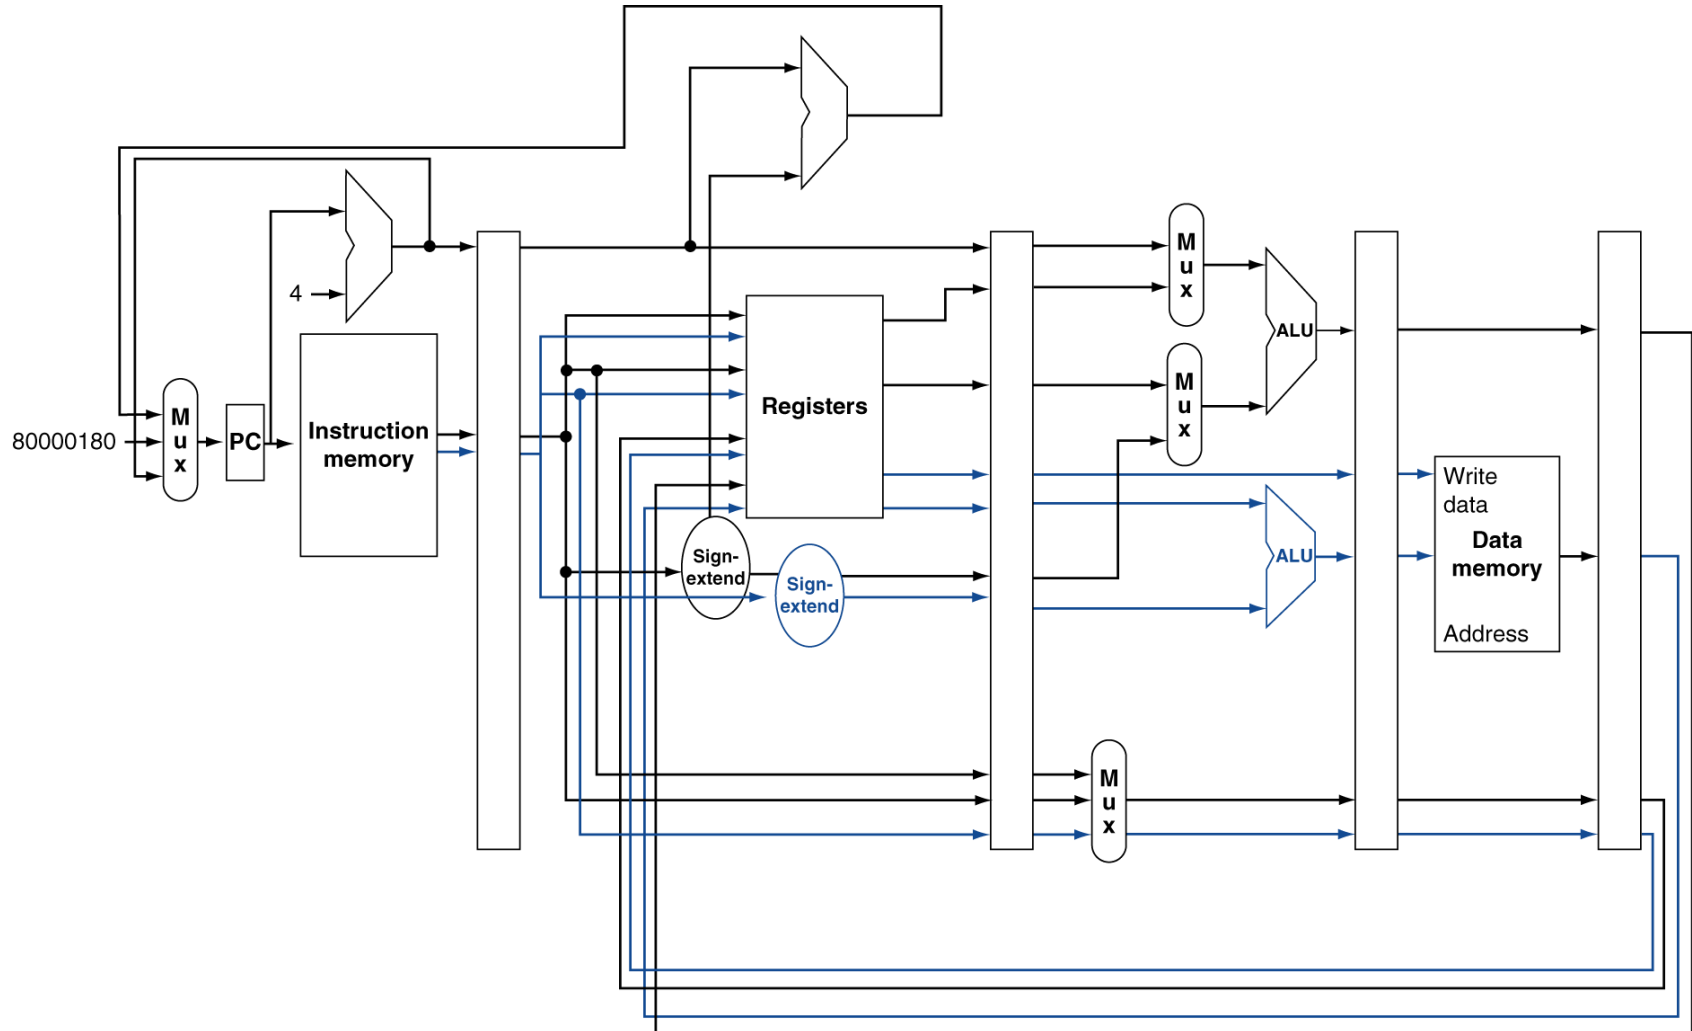 4
M
u
x
80000180
PC
Instruction
memory
Registers
Sign-
extend
Sign-
extend
M
u
x
M
u
x
ALU
ALU
Write
data
Data
memory
Address
M
u
x